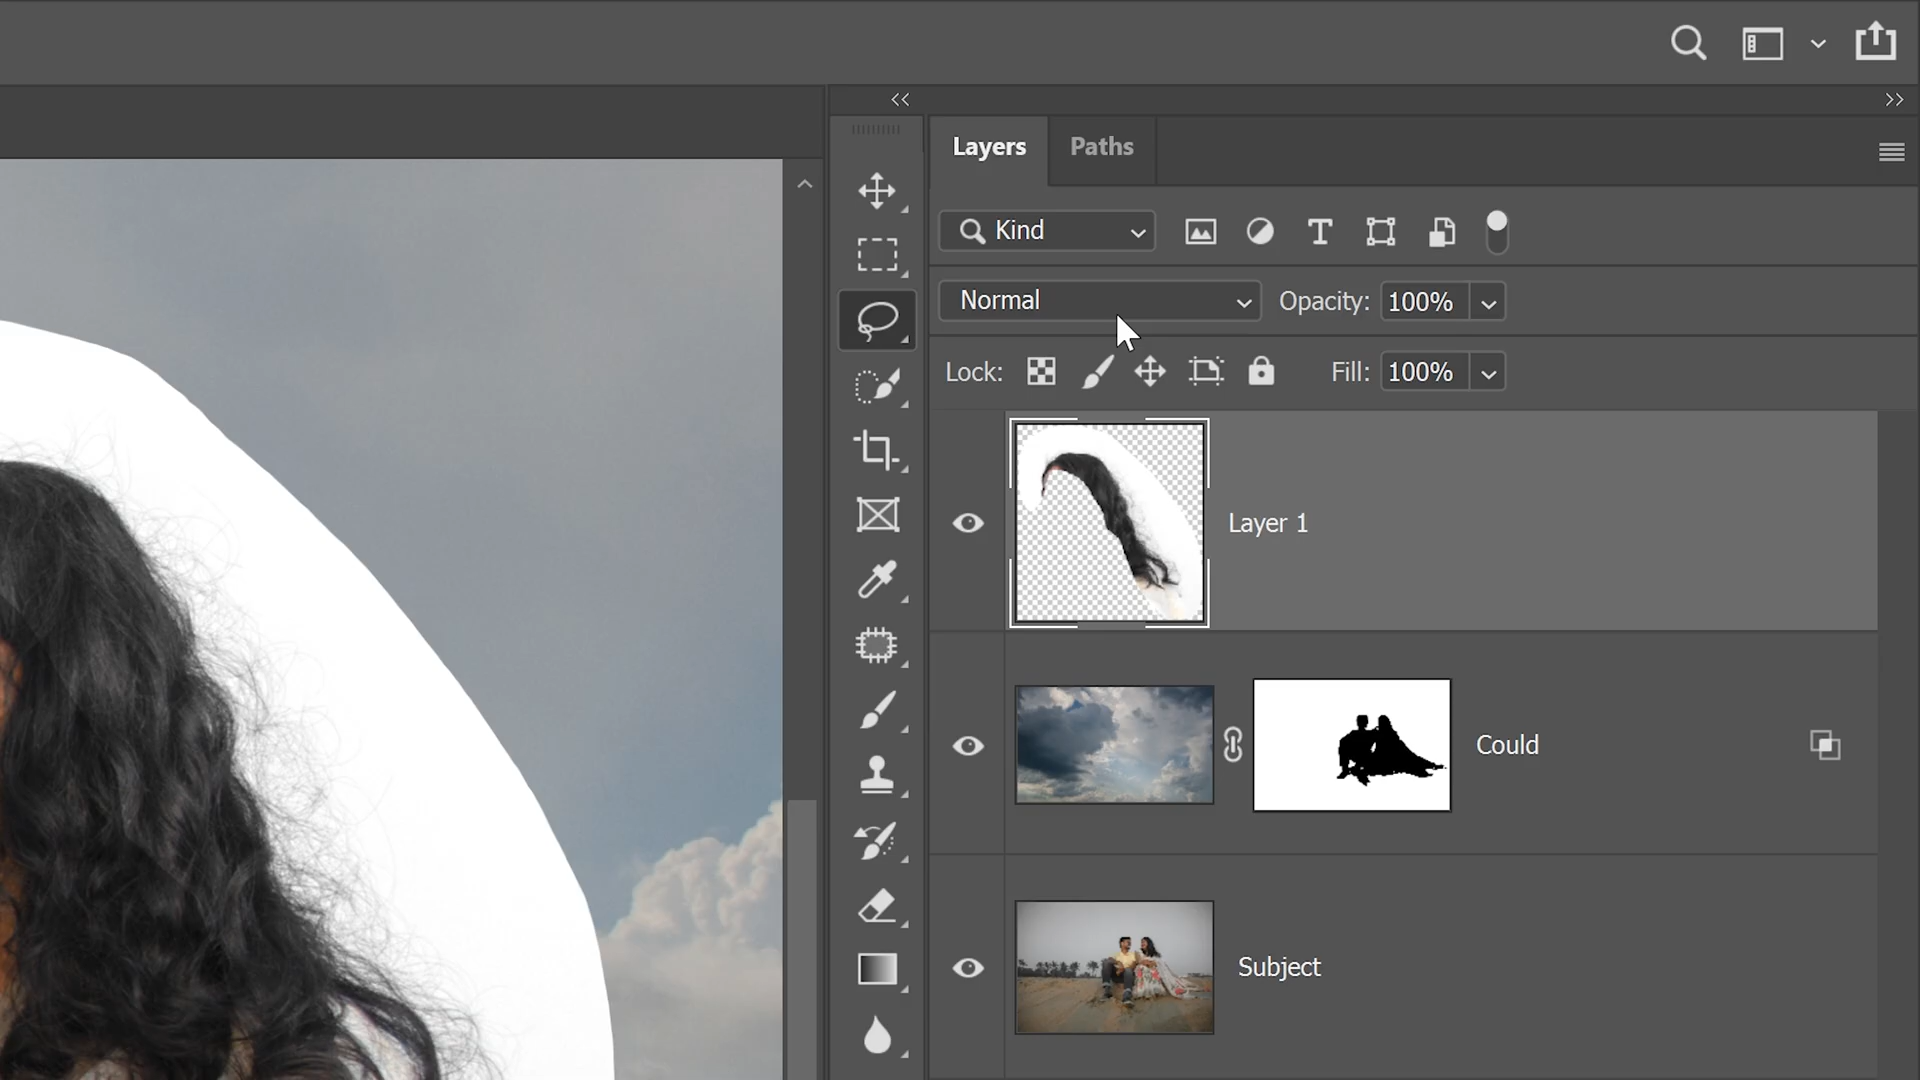 Layers Paths
Kind
Normal Opacity: 100%
Lock: Fill: 100%
Layer 1
Could
Subject